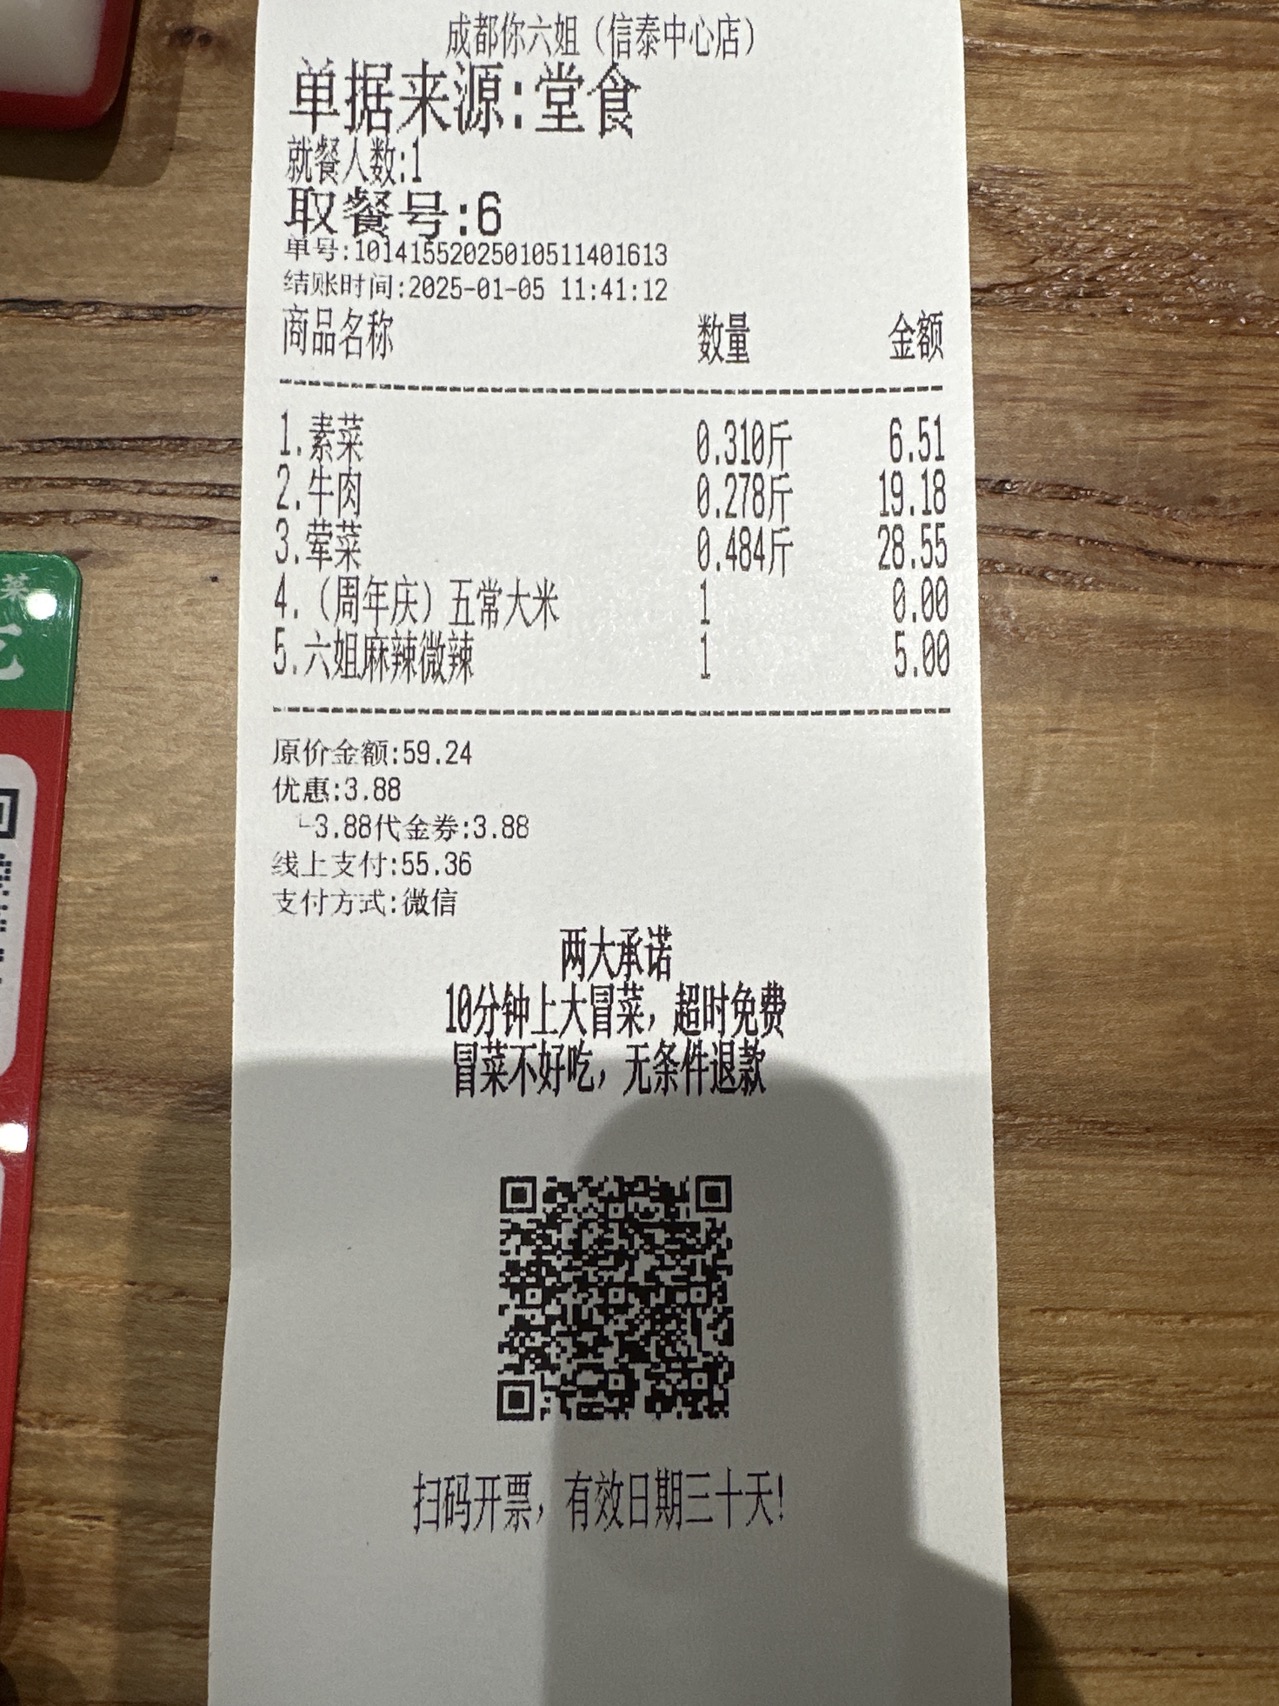 成都你六姐（信泰中心店）
单据来源:堂食
就餐人数:1
取餐号:6
单号:10141552025010511401613
结账时间:2025-01-05 11:41:12
商品名称 数量 金额
1.素菜 0.310斤 6.51
2.牛肉 0.278斤 19.18
3.荤菜 0.484斤 28.55
4.（周年庆）五常大米 1 0.00
5.六姐麻辣微辣 1 5.00
原价金额:59.24
优惠:3.88
└3.88代金券:3.88
线上支付:55.36
支付方式:微信
两大承诺
10分钟上大冒菜，超时免费
冒菜不好吃，无条件退款
扫码开票，有效日期三十天!
菜